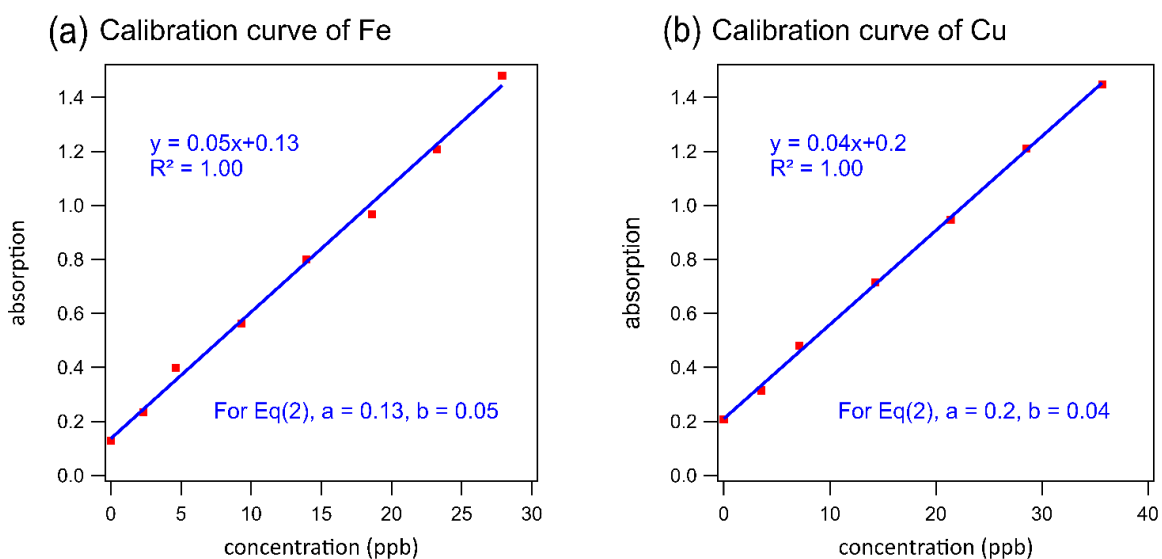 (a) Calibration curve of Fe
1.4
1.2
1.0
0.8
0.6
0.4
0.2
0.0
absorption
y = 0.05x+0.13
R² = 1.00
For Eq(2), a = 0.13, b = 0.05
0 5 10 15 20 25 30
concentration (ppb)
(b) Calibration curve of Cu
1.4
1.2
1.0
0.8
0.6
0.4
0.2
0.0
absorption
y = 0.04x+0.2
R² = 1.00
For Eq(2), a = 0.2, b = 0.04
0 10 20 30 40
concentration (ppb)